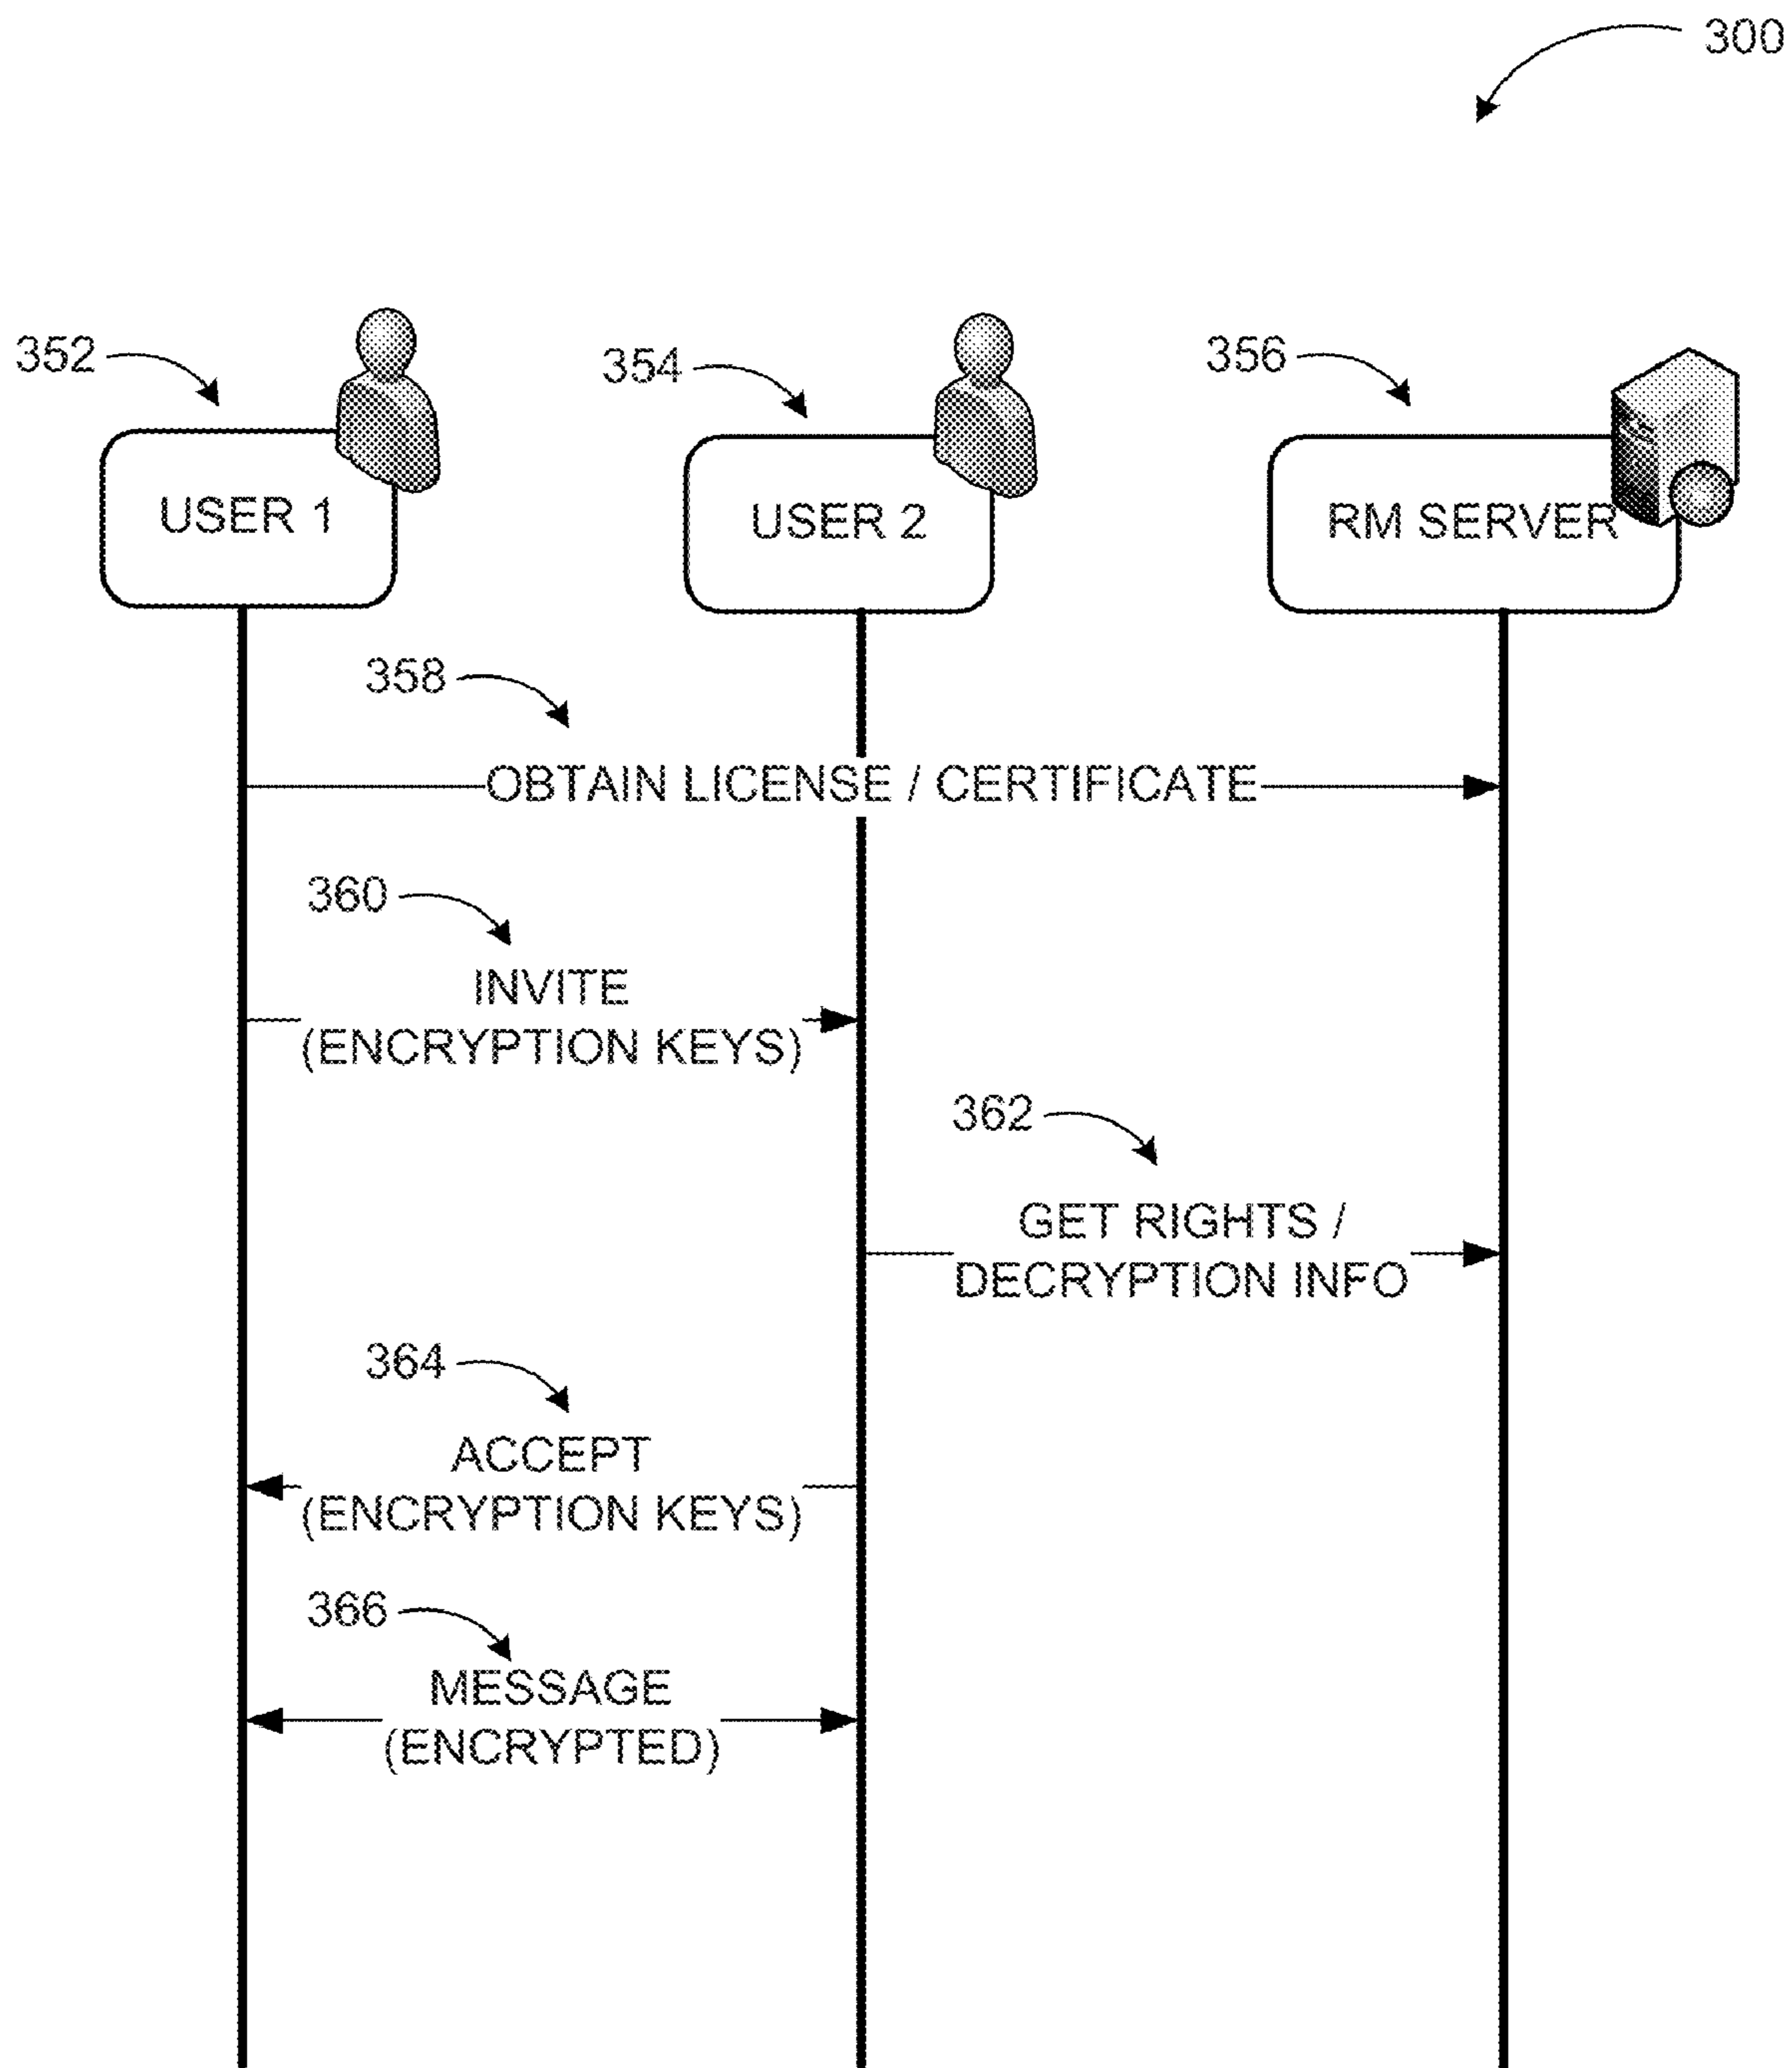 300
352
354
356
USER 1
USER 2
RM SERVER
358
OBTAIN LICENSE / CERTIFICATE
360
INVITE
(ENCRYPTION KEYS)
362
GET RIGHTS /
DECRYPTION INFO
364
ACCEPT
(ENCRYPTION KEYS)
366
MESSAGE
(ENCRYPTED)